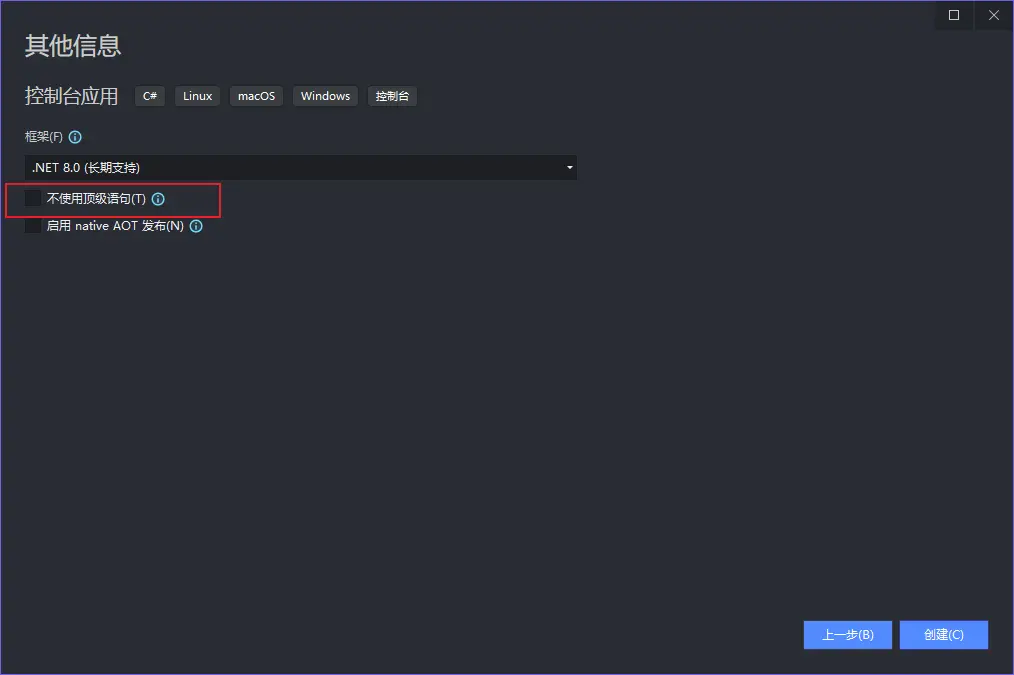 其他信息
控制台应用 C# Linux macOS Windows 控制台
框架(F)
.NET 8.0 (长期支持)
不使用顶级语句(T)
启用 native AOT 发布(N)
上一步(B) 创建(C)